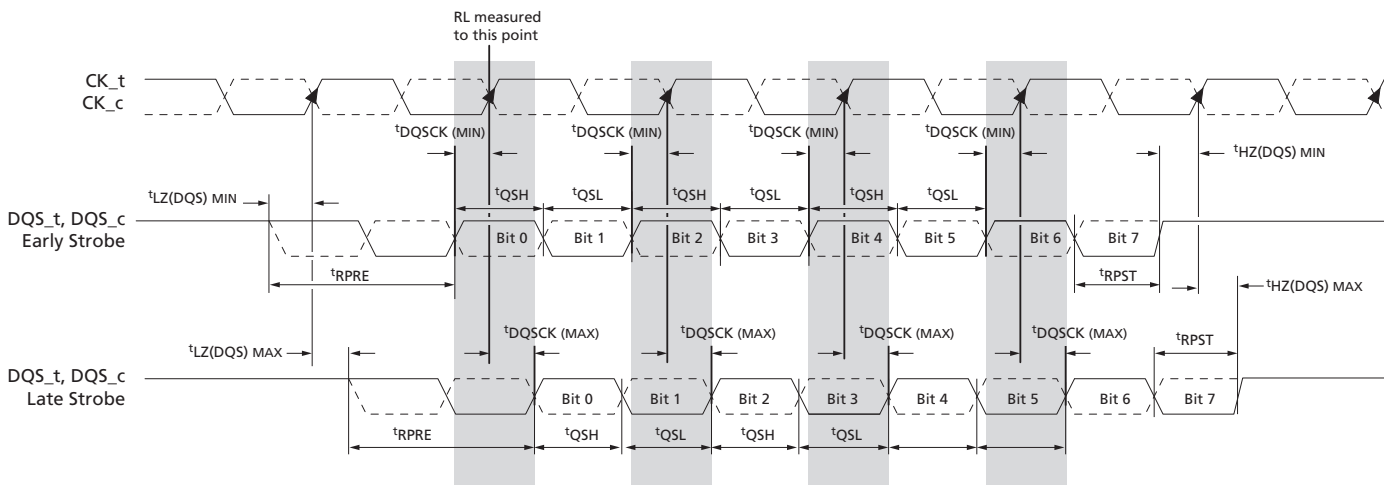 RL measured
to this point
CK_t
CK_c
tDQSCK (MIN) tDQSCK (MIN) tDQSCK (MIN) tDQSCK (MIN)
tHZ(DQS) MIN
tLZ(DQS) MIN
tQSH tQSL tQSH tQSL tQSH tQSL
DQS_t, DQS_c
Early Strobe
Bit 0 Bit 1 Bit 2 Bit 3 Bit 4 Bit 5 Bit 6 Bit 7
tRPRE
tRPST
tHZ(DQS) MAX
tDQSCK (MAX) tDQSCK (MAX) tDQSCK (MAX) tDQSCK (MAX)
tRPST
tLZ(DQS) MAX
DQS_t, DQS_c
Late Strobe
Bit 0 Bit 1 Bit 2 Bit 3 Bit 4 Bit 5 Bit 6 Bit 7
tRPRE tQSH tQSL tQSH tQSL